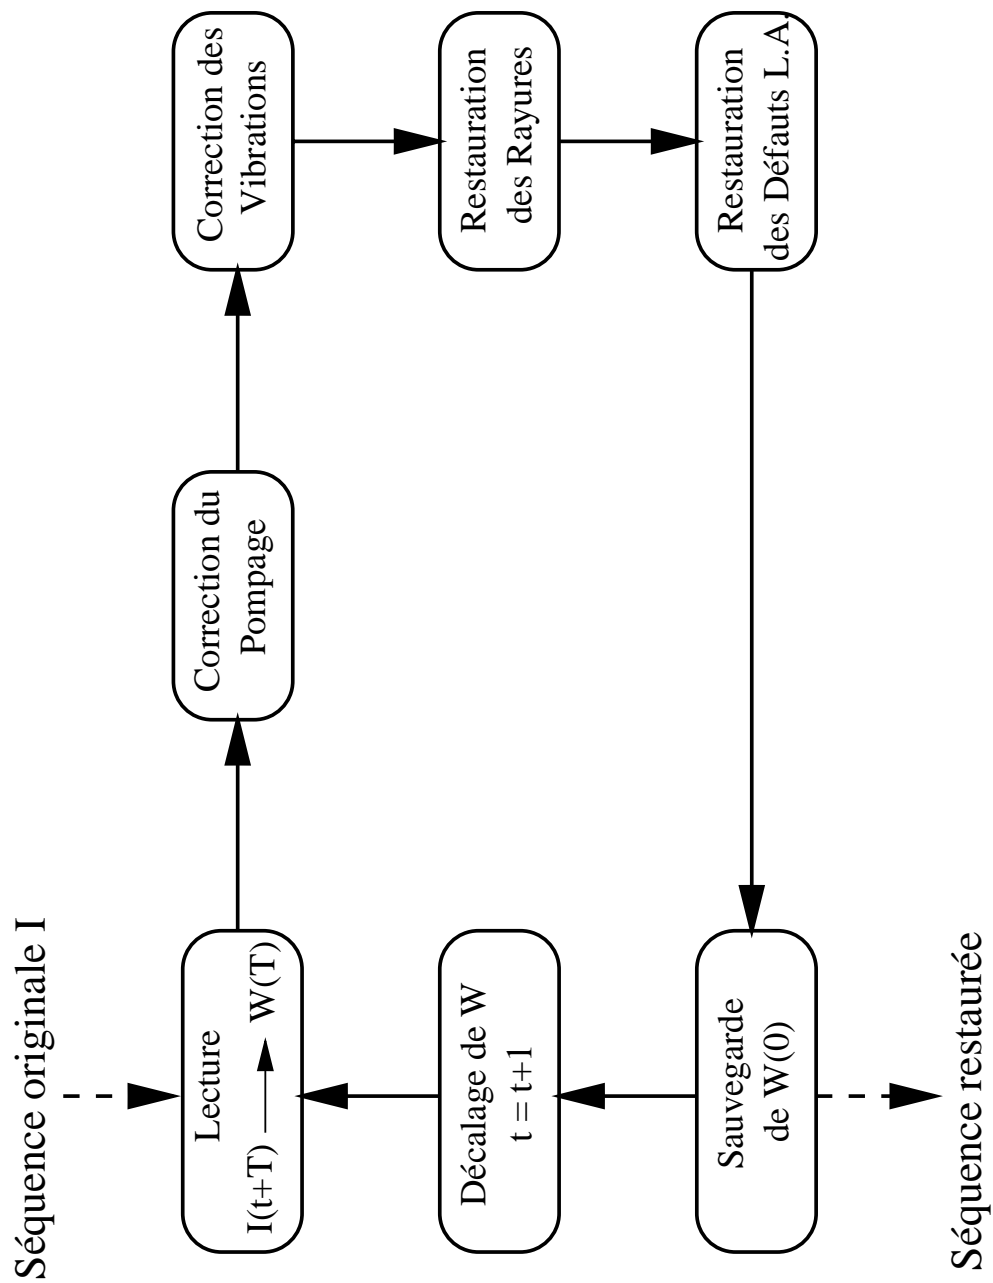 Séquence originale I
Lecture
I(t+T) → W(T)
Correction du
Pompage
Correction des
Vibrations
Restauration
des Rayures
Restauration
des Défauts L.A.
Sauvegarde
de W(0)
Décalage de W
t = t+1
Séquence restaurée